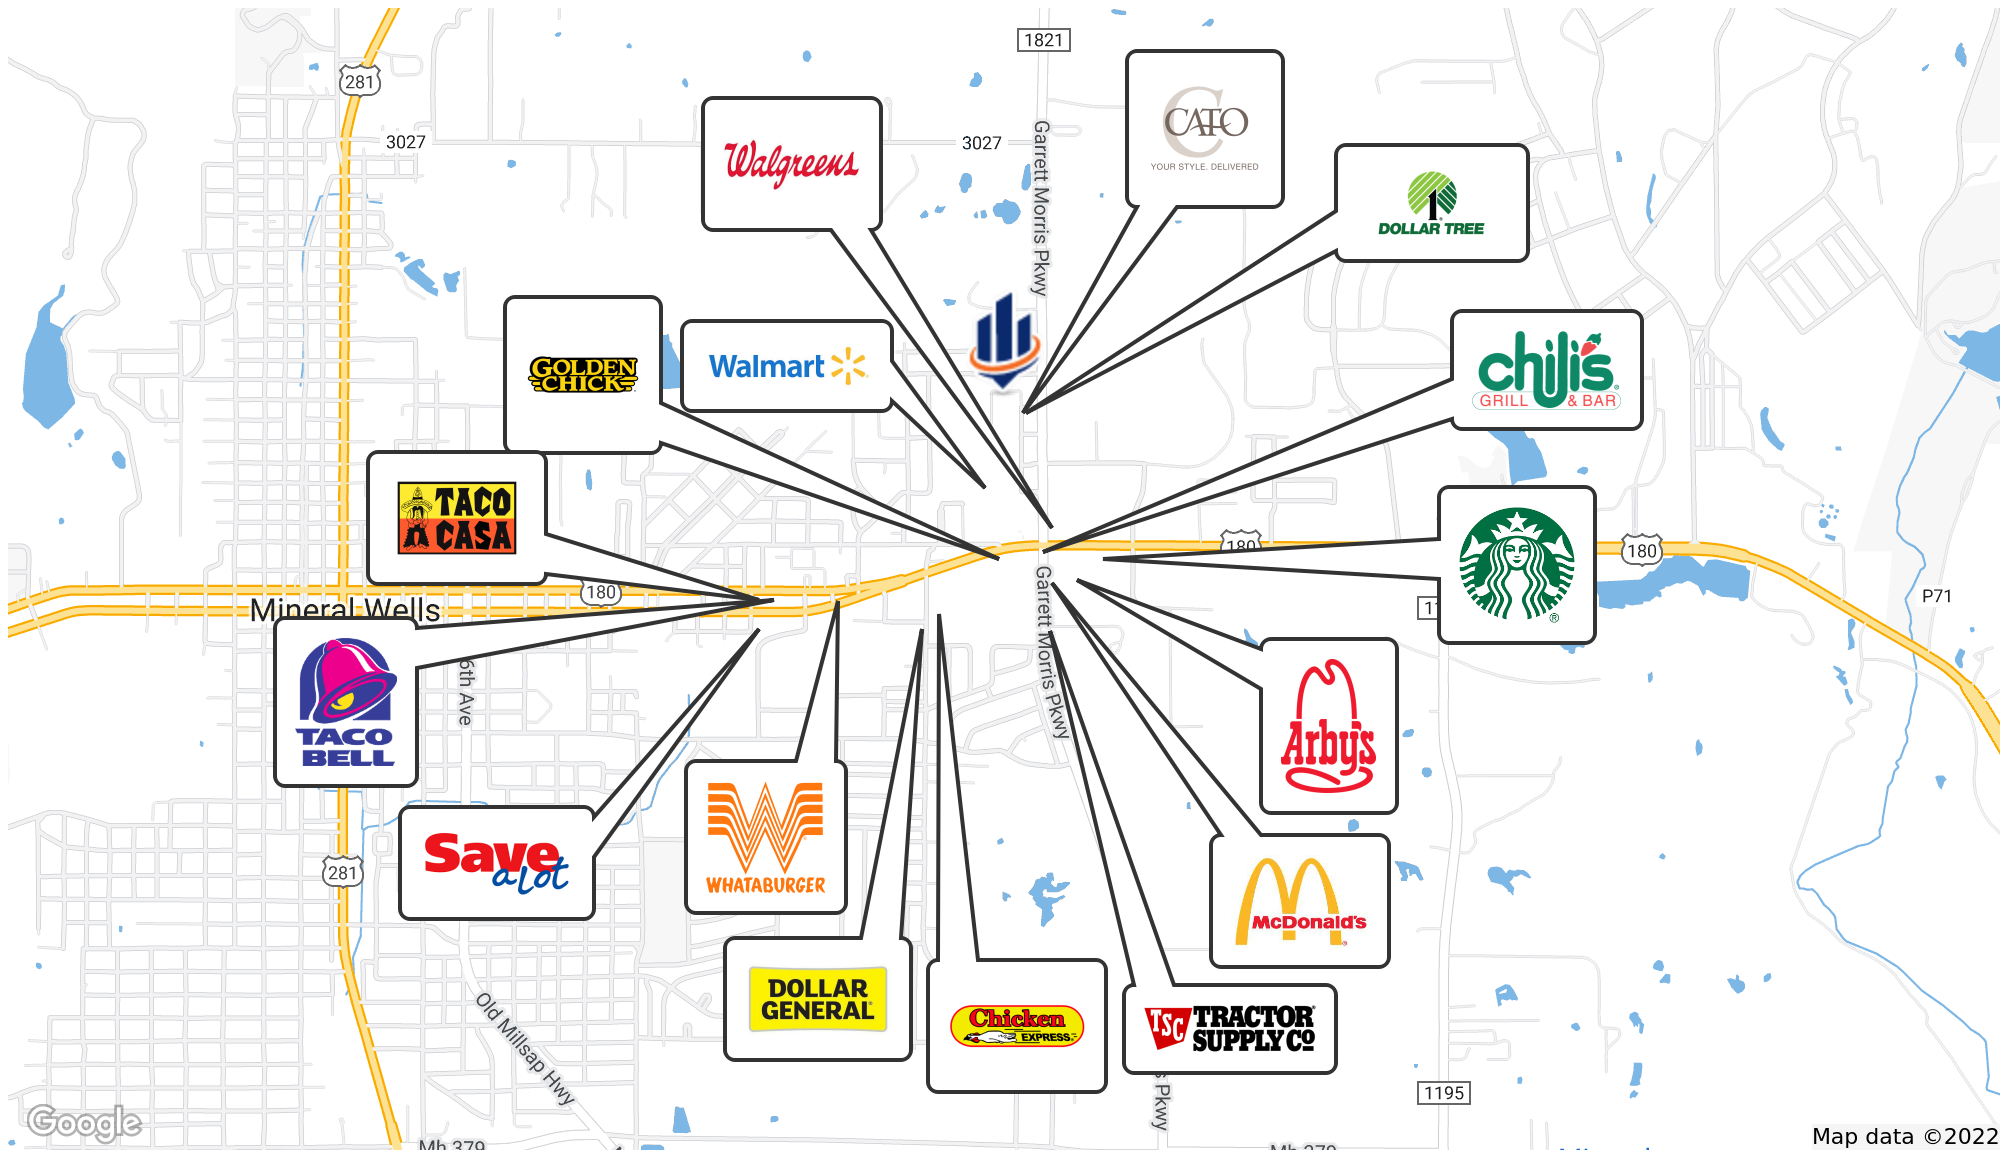 1821
281
3027
3027
Garrett Morris Pkwy
Walgreens
CATO
YOUR STYLE. DELIVERED
1
DOLLAR TREE
GOLDEN
CHICK
Walmart
chili's
GRILL & BAR
TACO
CASA
180
180
180
Mineral Wells
Garrett Morris Pkwy
P71
®
TACO
BELL
6th Ave
Arby's
Save
a Lot
281
WHATABURGER
McDonald's
DOLLAR
GENERAL
Chicken
EXPRESS
TSC TRACTOR
SUPPLY CO
Old Millsap Hwy
Pkwy
1195
Google
Mh 379
Map data ©2022